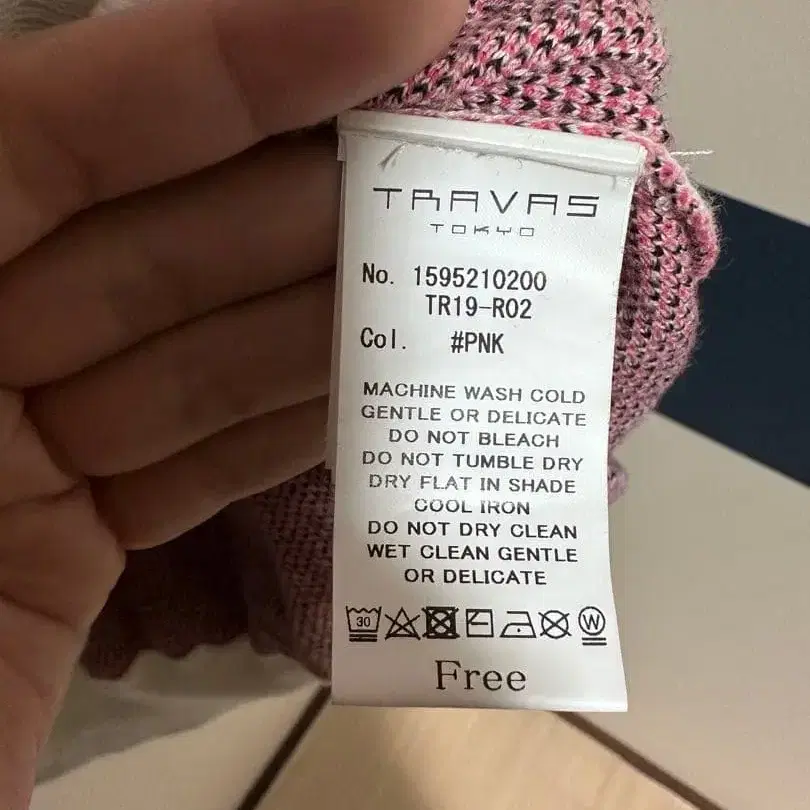 TRAVAS
TOKYO
No. 1595210200
TR19-R02
Col. #PNK
MACHINE WASH COLD
GENTLE OR DELICATE
DO NOT BLEACH
DO NOT TUMBLE DRY
DRY FLAT IN SHADE
COOL IRON
DO NOT DRY CLEAN
WET CLEAN GENTLE
OR DELICATE
30 W
Free